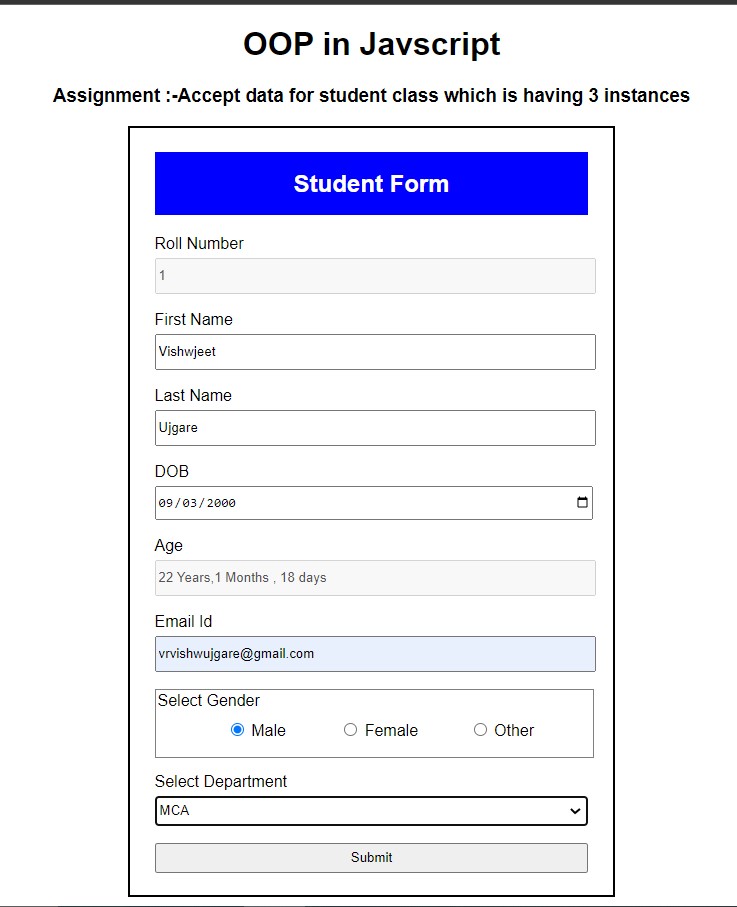 OOP in Javscript
Assignment :-Accept data for student class which is having 3 instances
Student Form
Roll Number
1
First Name
Vishwjeet
Last Name
Ujgare
DOB
09/03/2000
Age
22 Years,1 Months , 18 days
Email Id
vrvishwujgare@gmail.com
Select Gender
Male Female Other
Select Department
MCA
Submit